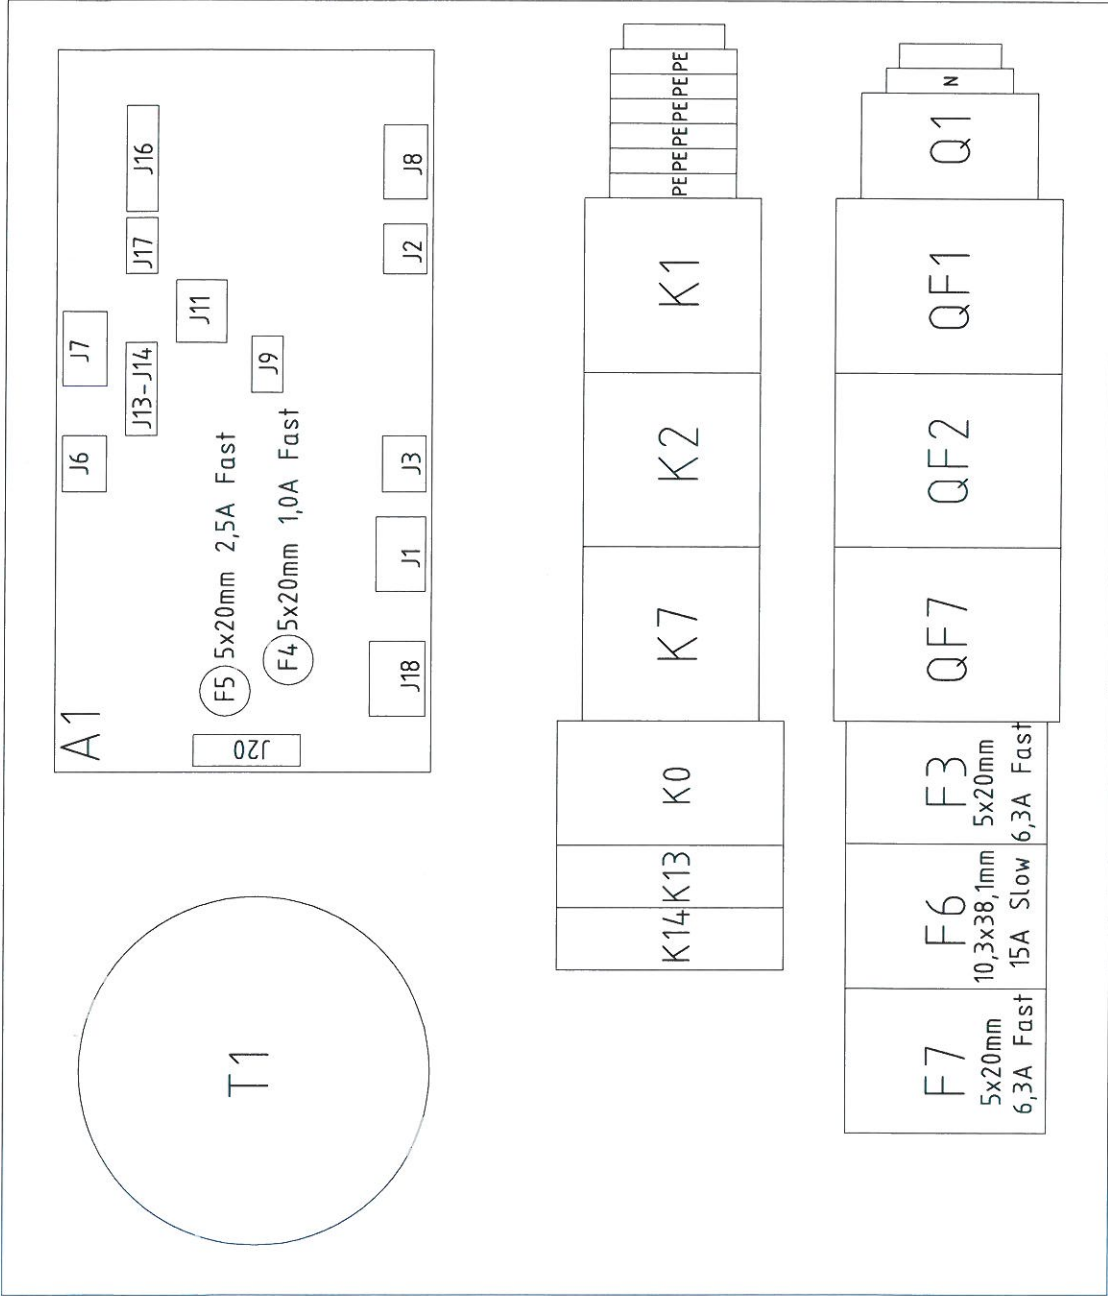 A1
J6
J7
J13-J14
J17
J16
J11
F5 5x20mm 2,5A Fast
F4 5x20mm 1,0A Fast
J9
J20
J18
J1
J3
J2
J8
T1
K14
K13
K0
K7
K2
K1
PE
PE
PE
PE
PE
PE
F7
5x20mm
6,3A Fast
F6
10,3x38,1mm
15A Slow
F3
5x20mm
6,3A Fast
QF7
QF2
QF1
Q1
N